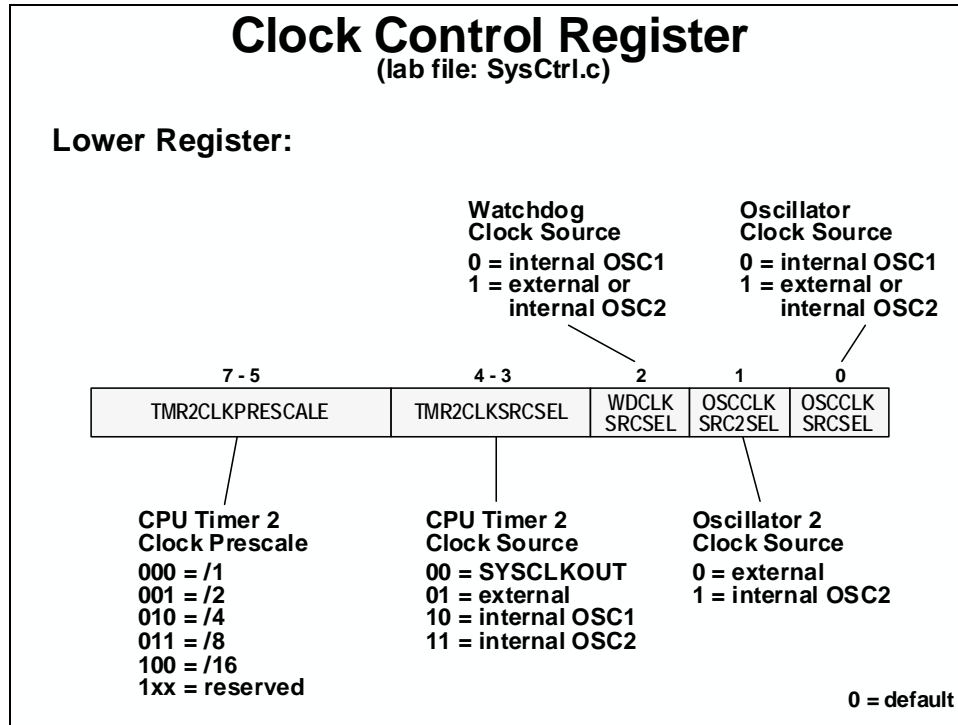 Clock Control Register
(lab file: SysCtrl.c)
Lower Register:
Watchdog
Clock Source
0 = internal OSC1
1 = external or
internal OSC2
Oscillator
Clock Source
0 = internal OSC1
1 = external or
internal OSC2
7 - 5
4 - 3
2
1
0
TMR2CLKPRESCALE
TMR2CLKSRCSEL
WDCLK
SRCSEL
OSCCLK
SRC2SEL
OSCCLK
SRCSEL
CPU Timer 2
Clock Prescale
000 = /1
001 = /2
010 = /4
011 = /8
100 = /16
1xx = reserved
CPU Timer 2
Clock Source
00 = SYSCLKOUT
01 = external
10 = internal OSC1
11 = internal OSC2
Oscillator 2
Clock Source
0 = external
1 = internal OSC2
0 = default